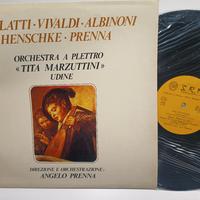 LATTI · VIVALDI · ALBINONI
HENSCHKE · PRENNA
ORCHESTRA A PLETTRO
« TITA MARZUTTINI »
UDINE
DIREZIONE E ORCHESTRAZIONE:
ANGELO PRENNA